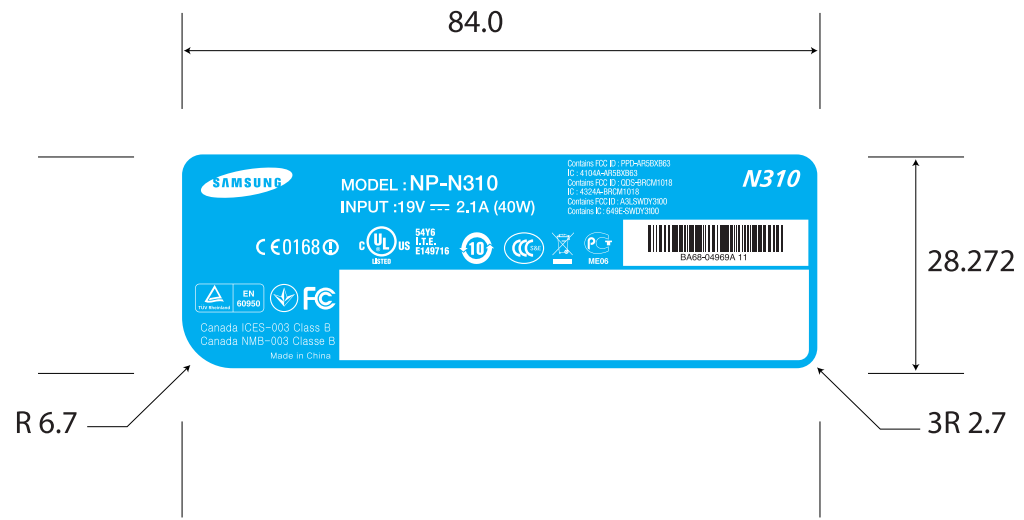 84.0
SAMSUNG
MODEL : NP-N310
INPUT :19V 2.1A (40W)
Contains FCC ID : PPD-AR5BXB63
IC : 4104A-AR5BXB63
Contains FCC ID : QDS-BRCM1018
IC : 4324A-BRCM1018
Contains FCC ID : A3LSWDY3100
Contains IC : 649E-SWDY3100
N310
CE0168
C UL US
LISTED
54Y6
I.T.E.
E149716
10
CCC S&E
PG
ME06
BA68-04969A 11
28.272
TÜV Rheinland
EN
60950
FC
Canada ICES-003 Class B
Canada NMB-003 Classe B
Made in China
R 6.7
3R 2.7